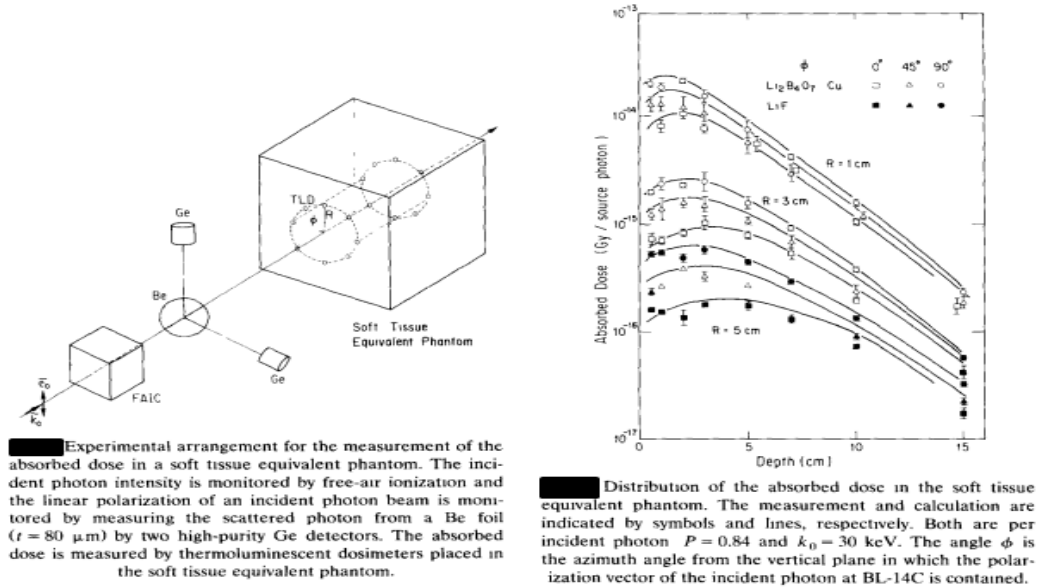 Ge
TLD
R
ϕ
Be
Soft Tissue
Equivalent Phantom
Ge
FAIC
e₀
k₀
Experimental arrangement for the measurement of the
absorbed dose in a soft tissue equivalent phantom. The inci-
dent photon intensity is monitored by free-air ionization and
the linear polarization of an incident photon beam is moni-
tored by measuring the scattered photon from a Be foil
(t = 80 μm) by two high-purity Ge detectors. The absorbed
dose is measured by thermoluminescent dosimeters placed in
the soft tissue equivalent phantom.
10⁻¹³
ϕ 0° 45° 90°
Li₂B₄O₇ Cu
LiF
10⁻¹⁴
R = 1 cm
Absorbed Dose (Gy / source photon)
10⁻¹⁵
R = 3 cm
10⁻¹⁶
R = 5 cm
10⁻¹⁷
0 5 10 15
Depth (cm)
Distribution of the absorbed dose in the soft tissue
equivalent phantom. The measurement and calculation are
indicated by symbols and lines, respectively. Both are per
incident photon P = 0.84 and k₀ = 30 keV. The angle ϕ is
the azimuth angle from the vertical plane in which the polar-
ization vector of the incident photon at BL-14C is contained.